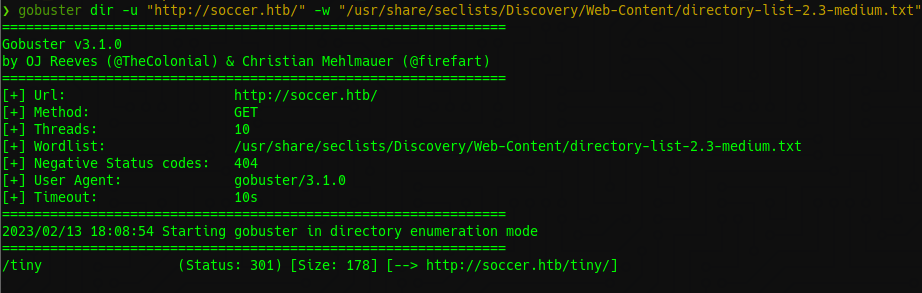 ❯ gobuster dir -u "http://soccer.htb/" -w "/usr/share/seclists/Discovery/Web-Content/directory-list-2.3-medium.txt"
===============================================================
Gobuster v3.1.0
by OJ Reeves (@TheColonial) & Christian Mehlmauer (@firefart)
===============================================================
[+] Url:                     http://soccer.htb/
[+] Method:                  GET
[+] Threads:                 10
[+] Wordlist:                /usr/share/seclists/Discovery/Web-Content/directory-list-2.3-medium.txt
[+] Negative Status codes:   404
[+] User Agent:              gobuster/3.1.0
[+] Timeout:                 10s
===============================================================
2023/02/13 18:08:54 Starting gobuster in directory enumeration mode
===============================================================
/tiny                 (Status: 301) [Size: 178] [--> http://soccer.htb/tiny/]